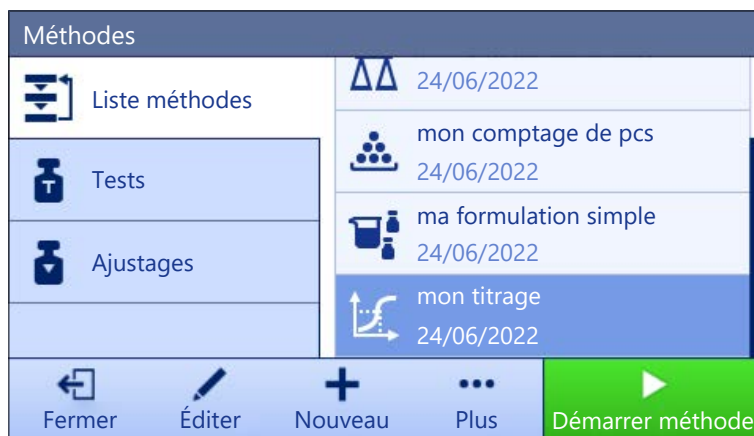 Méthodes
Liste méthodes
Tests
Ajustages
24/06/2022
mon comptage de pcs
24/06/2022
ma formulation simple
24/06/2022
mon titrage
24/06/2022
Fermer
Éditer
Nouveau
Plus
Démarrer méthode